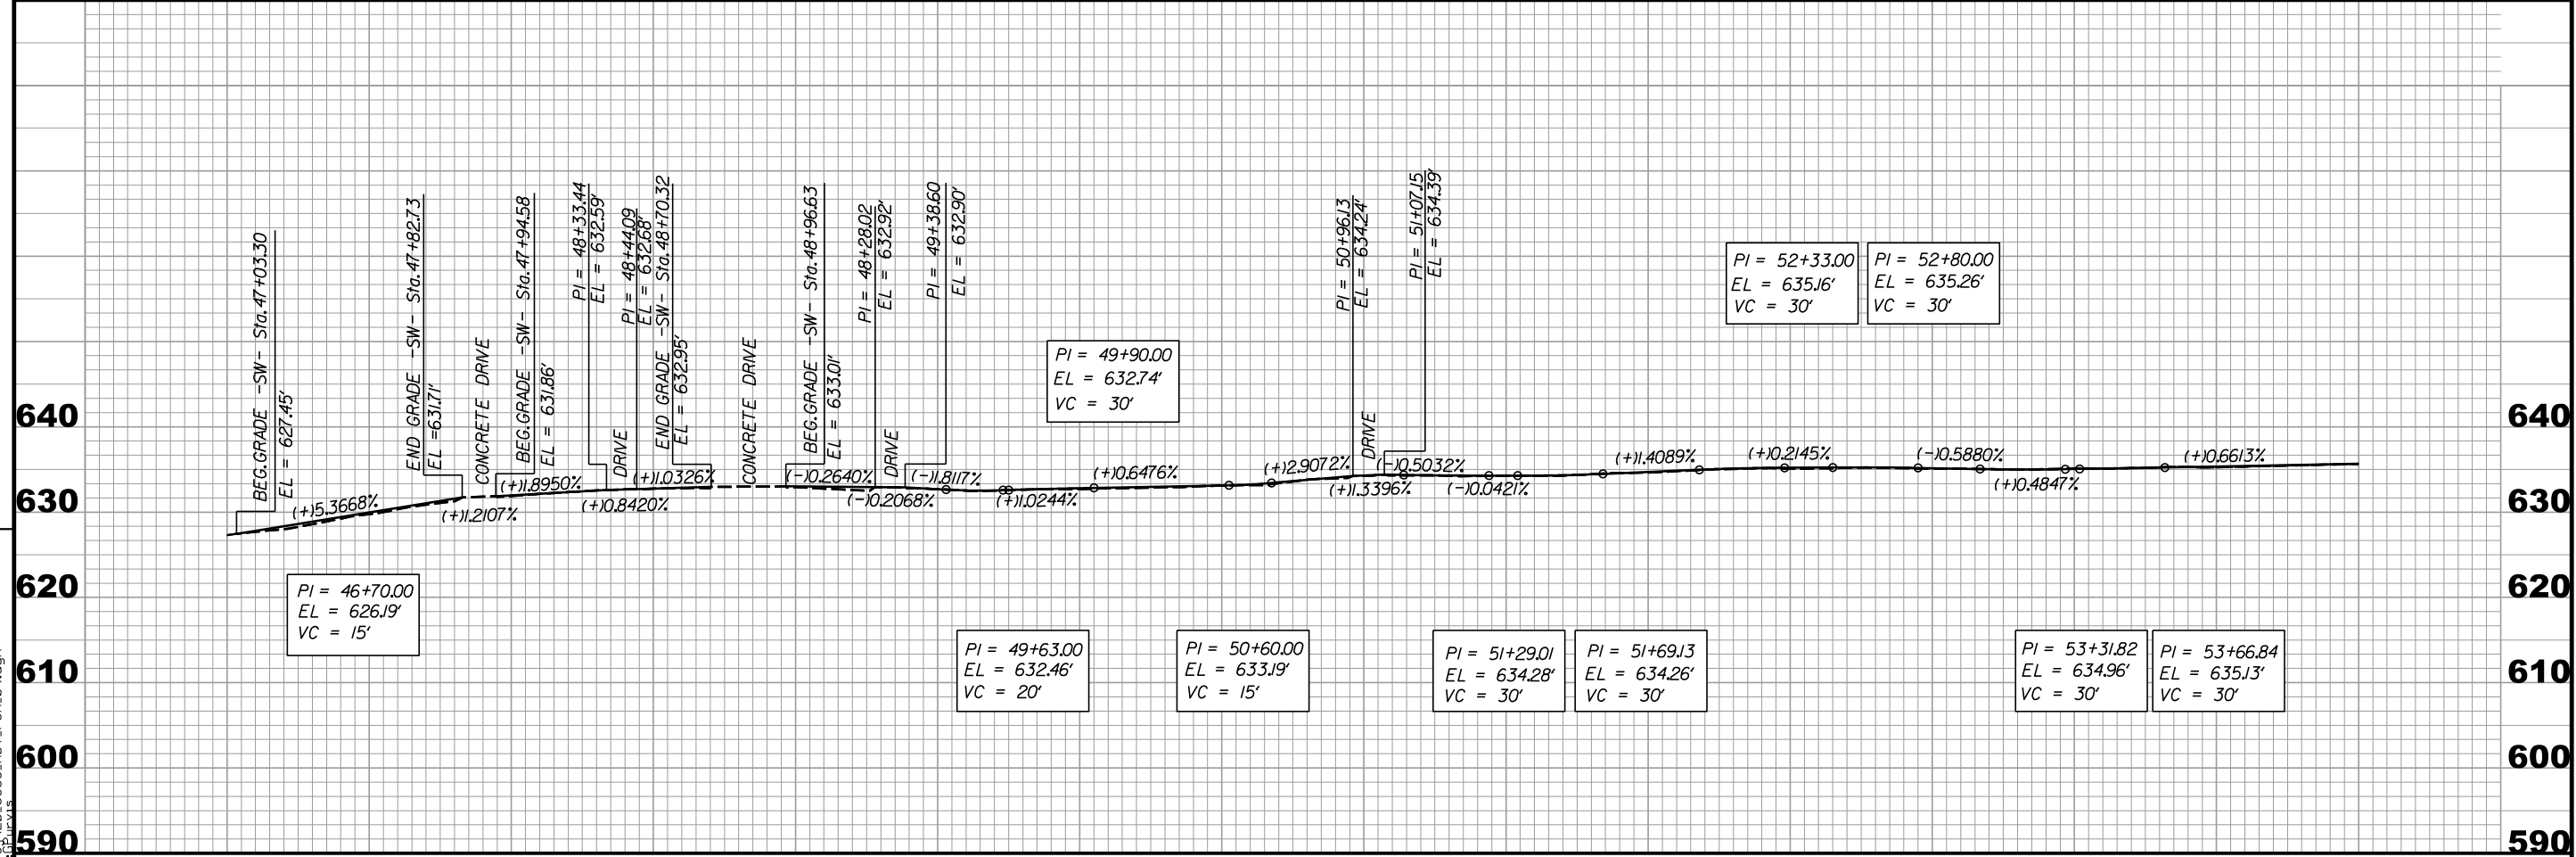 BEG.GRADE -SW- Sta.47+03.30
EL = 627.45'
END GRADE -SW- Sta.47+82.73
EL =631.71'
CONCRETE DRIVE
BEG.GRADE -SW- Sta.47+94.58
EL = 631.86'
PI = 48+33.44
EL = 632.59'
DRIVE
PI = 48+44.09
EL = 632.68'
END GRADE -SW- Sta.48+70.32
EL = 632.95'
CONCRETE DRIVE
BEG.GRADE -SW- Sta.48+96.63
EL = 633.01'
PI = 48+28.02
EL = 632.92'
DRIVE
PI = 49+38.60
EL = 632.90'
PI = 49+90.00
EL = 632.74'
VC = 30'
PI = 50+96.13
EL = 634.24'
DRIVE
PI = 51+07.15
EL = 634.39'
PI = 52+33.00
EL = 635.16'
VC = 30'
PI = 52+80.00
EL = 635.26'
VC = 30'
640
640
630
630
(+)5.3668%
(+)1.2107%
(+)1.8950%
(+)0.8420%
(+)1.0326%
(-)0.2640%
(-)0.2068%
(-)1.8117%
(+)1.0244%
(+)0.6476%
(+)2.9072%
(+)1.3396%
(-)0.5032%
(-)0.0421%
(+)1.4089%
(+)0.2145%
(-)0.5880%
(+)0.4847%
(+)0.6613%
620
620
PI = 46+70.00
EL = 626.19'
VC = 15'
PI = 49+63.00
EL = 632.46'
VC = 20'
PI = 50+60.00
EL = 633.19'
VC = 15'
PI = 51+29.01
EL = 634.28'
VC = 30'
PI = 51+69.13
EL = 634.26'
VC = 30'
PI = 53+31.82
EL = 634.96'
VC = 30'
PI = 53+66.84
EL = 635.13'
VC = 30'
610
610
600
600
590
590